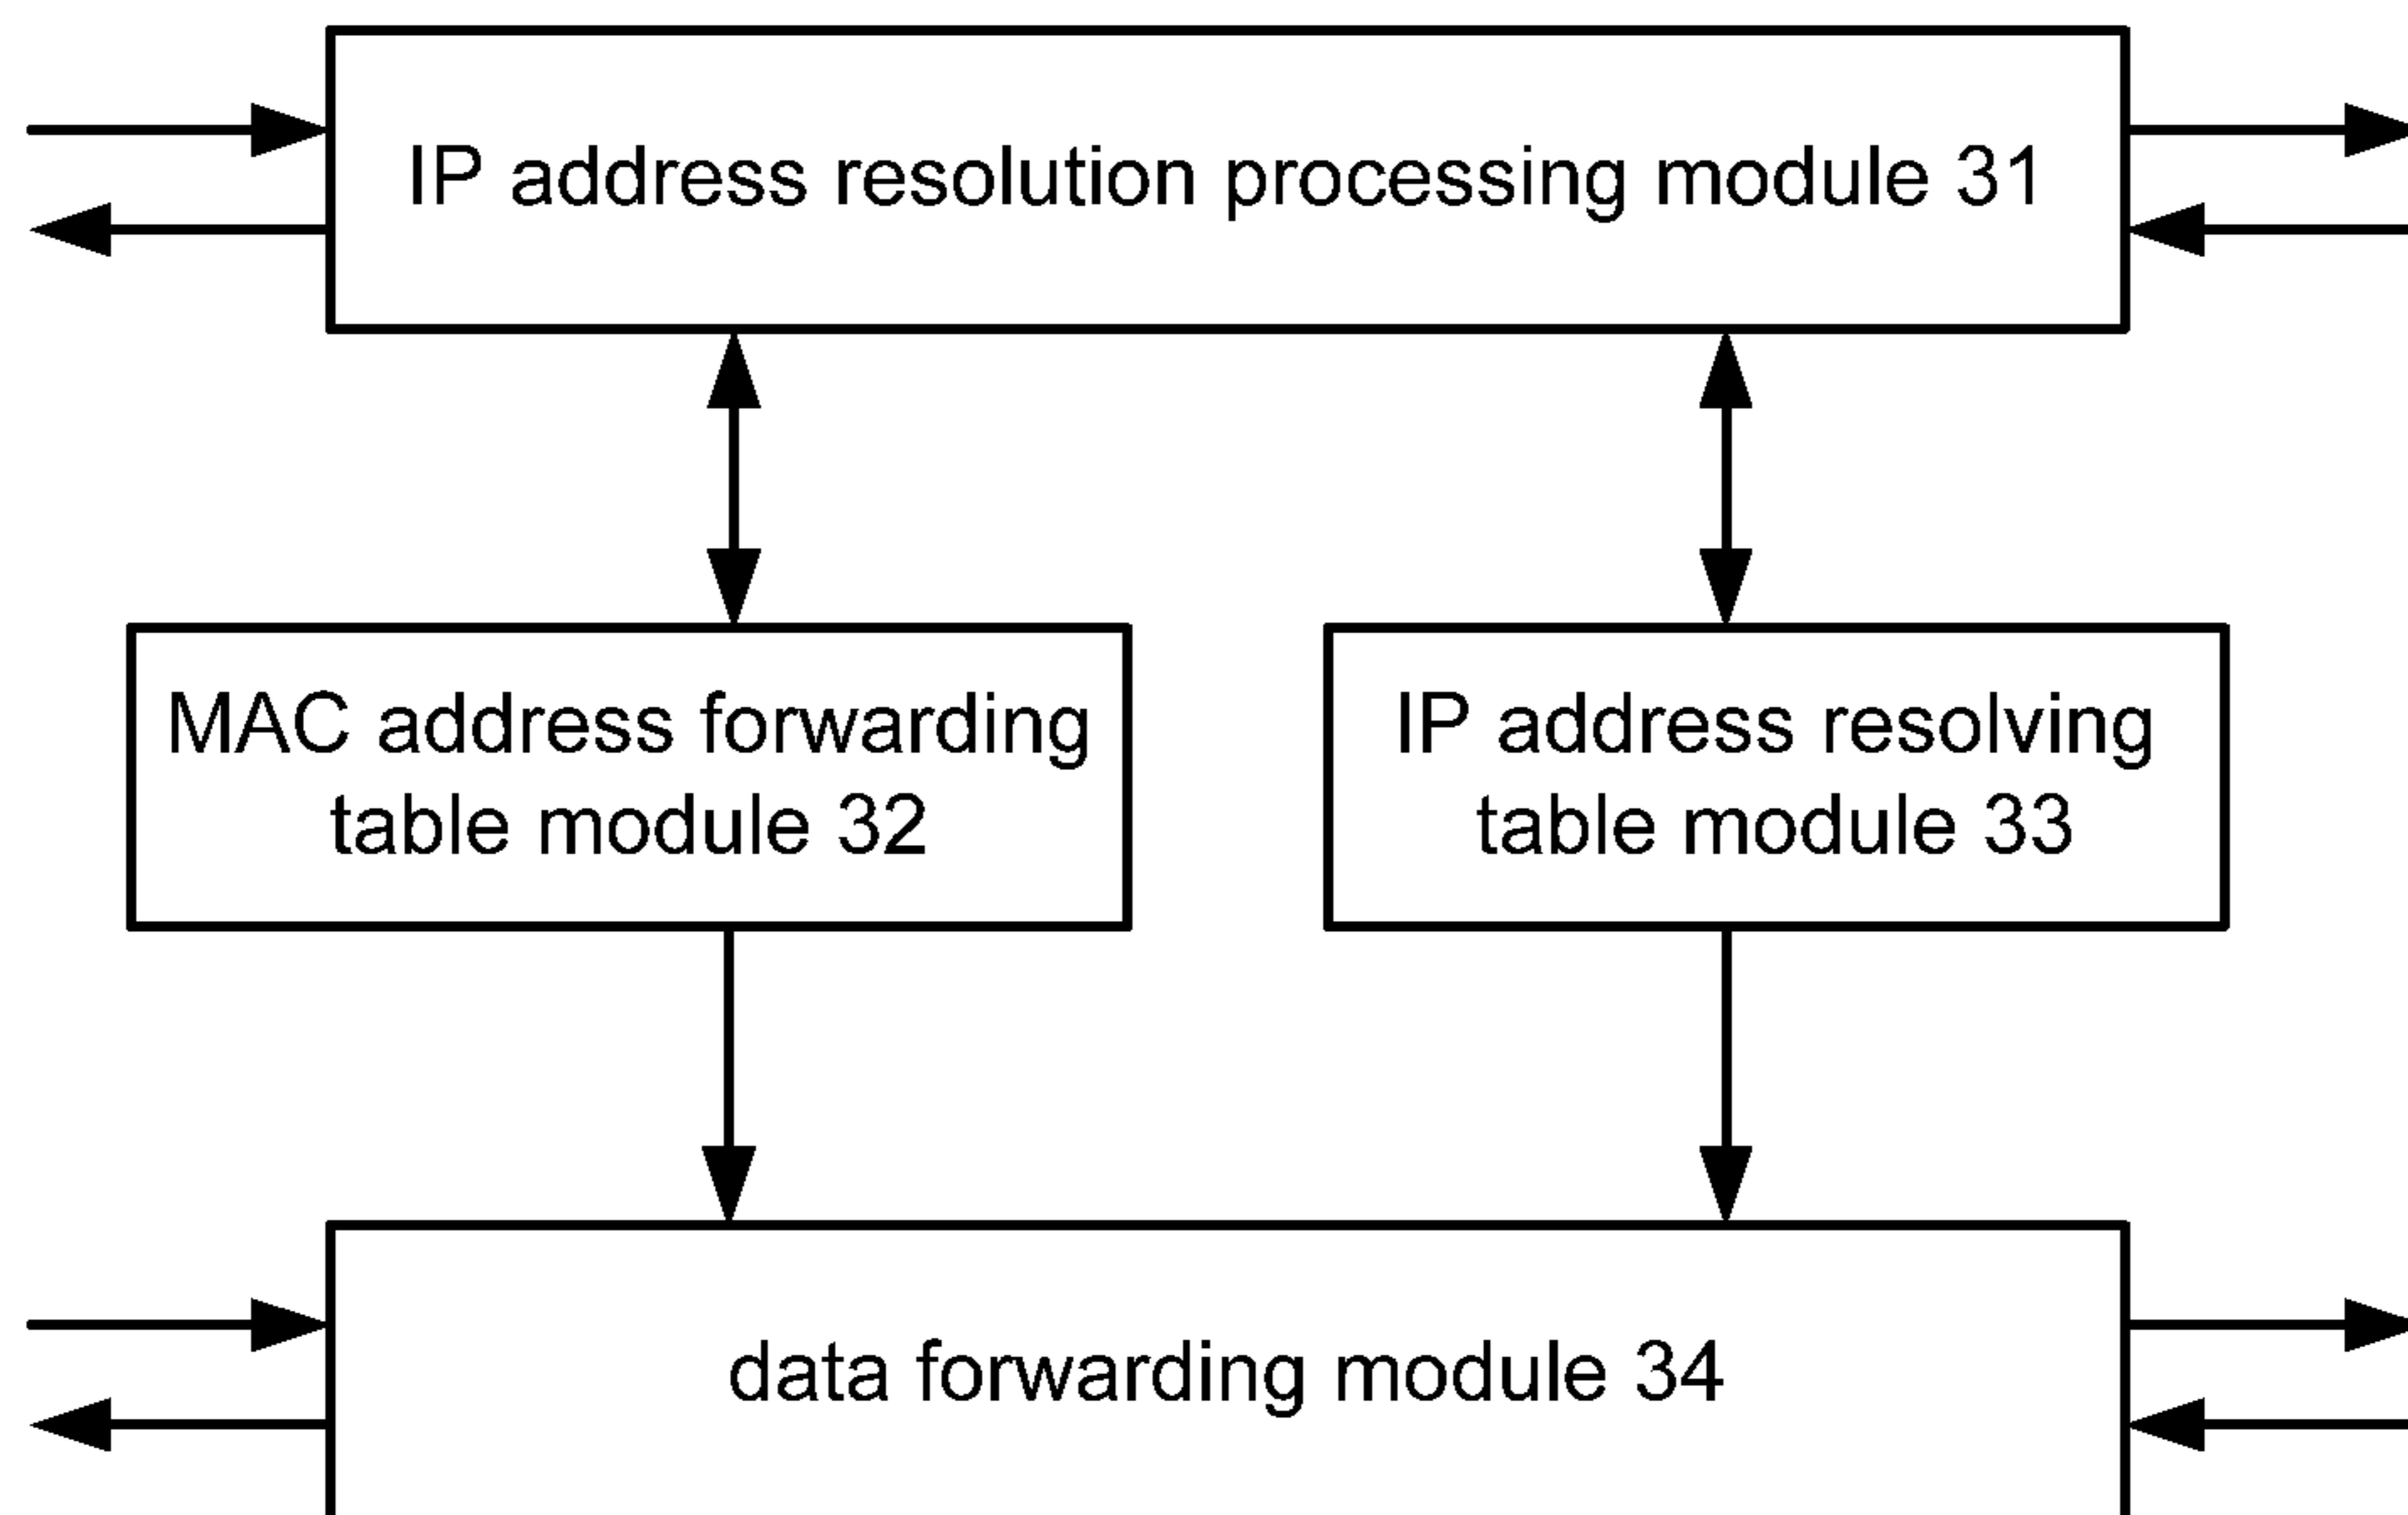 IP address resolution processing module 31
MAC address forwarding
table module 32
IP address resolving
table module 33
data forwarding module 34